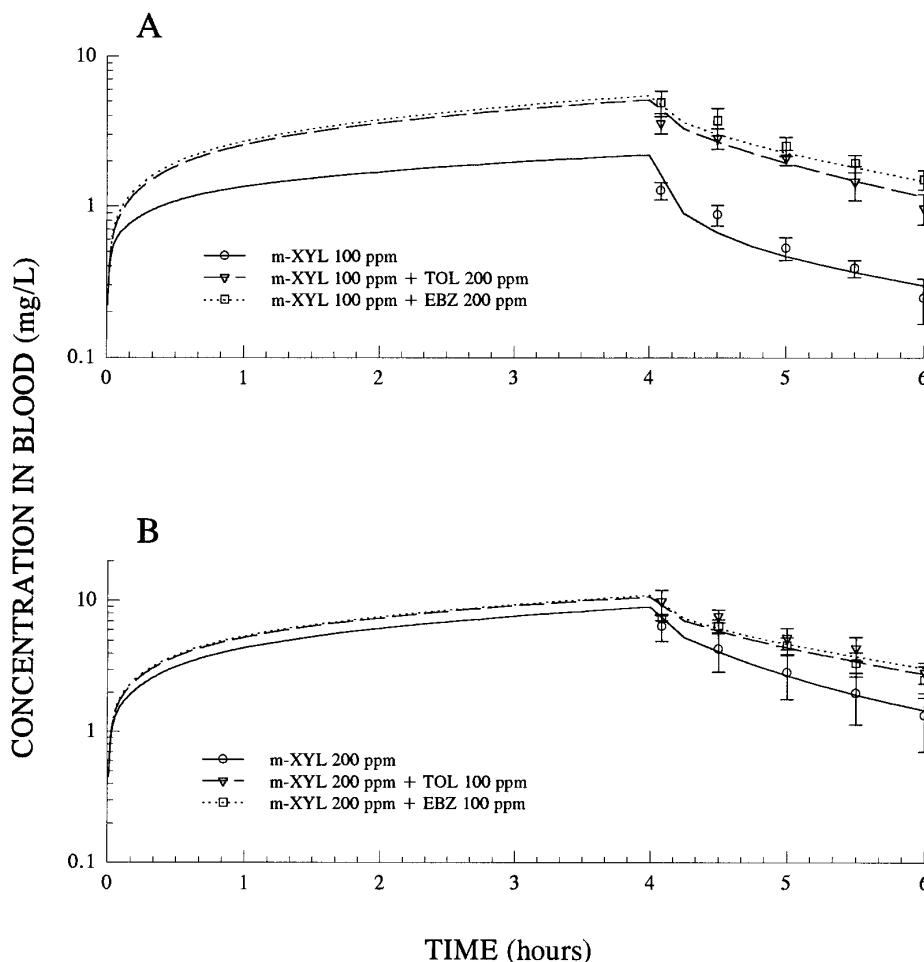 A
10
1
0.1
m-XYL 100 ppm
m-XYL 100 ppm + TOL 200 ppm
m-XYL 100 ppm + EBZ 200 ppm
0 1 2 3 4 5 6
CONCENTRATION IN BLOOD (mg/L)
B
10
1
0.1
m-XYL 200 ppm
m-XYL 200 ppm + TOL 100 ppm
m-XYL 200 ppm + EBZ 100 ppm
0 1 2 3 4 5 6
TIME (hours)